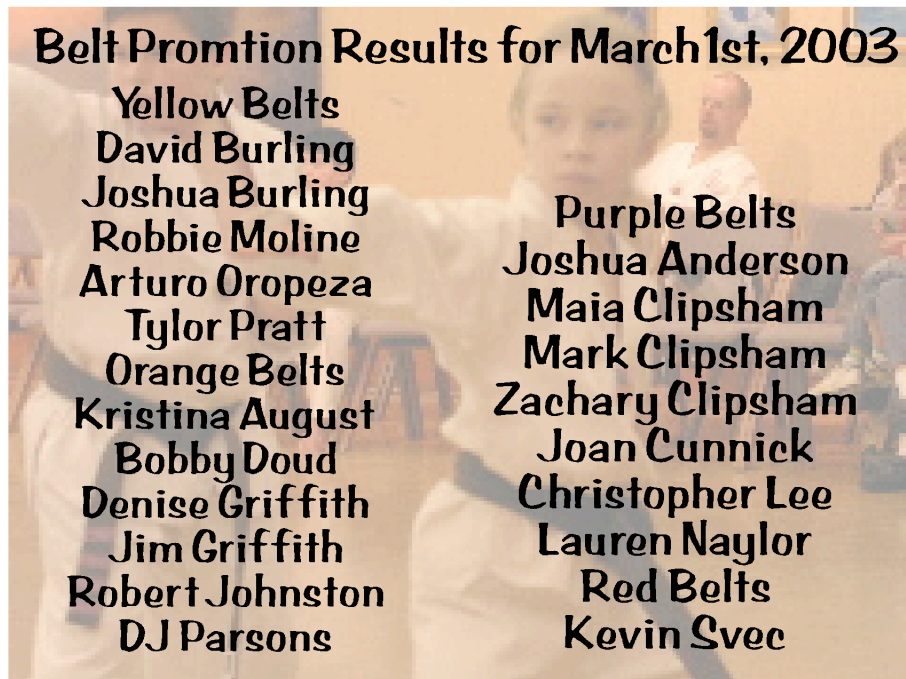 Belt Promtion Results for March1st, 2003
Yellow Belts
David Burling
Joshua Burling
Robbie Moline
Arturo Oropeza
Tylor Pratt
Orange Belts
Kristina August
Bobby Doud
Denise Griffith
Jim Griffith
Robert Johnston
DJ Parsons
Purple Belts
Joshua Anderson
Maia Clipsham
Mark Clipsham
Zachary Clipsham
Joan Cunnick
Christopher Lee
Lauren Naylor
Red Belts
Kevin Svec